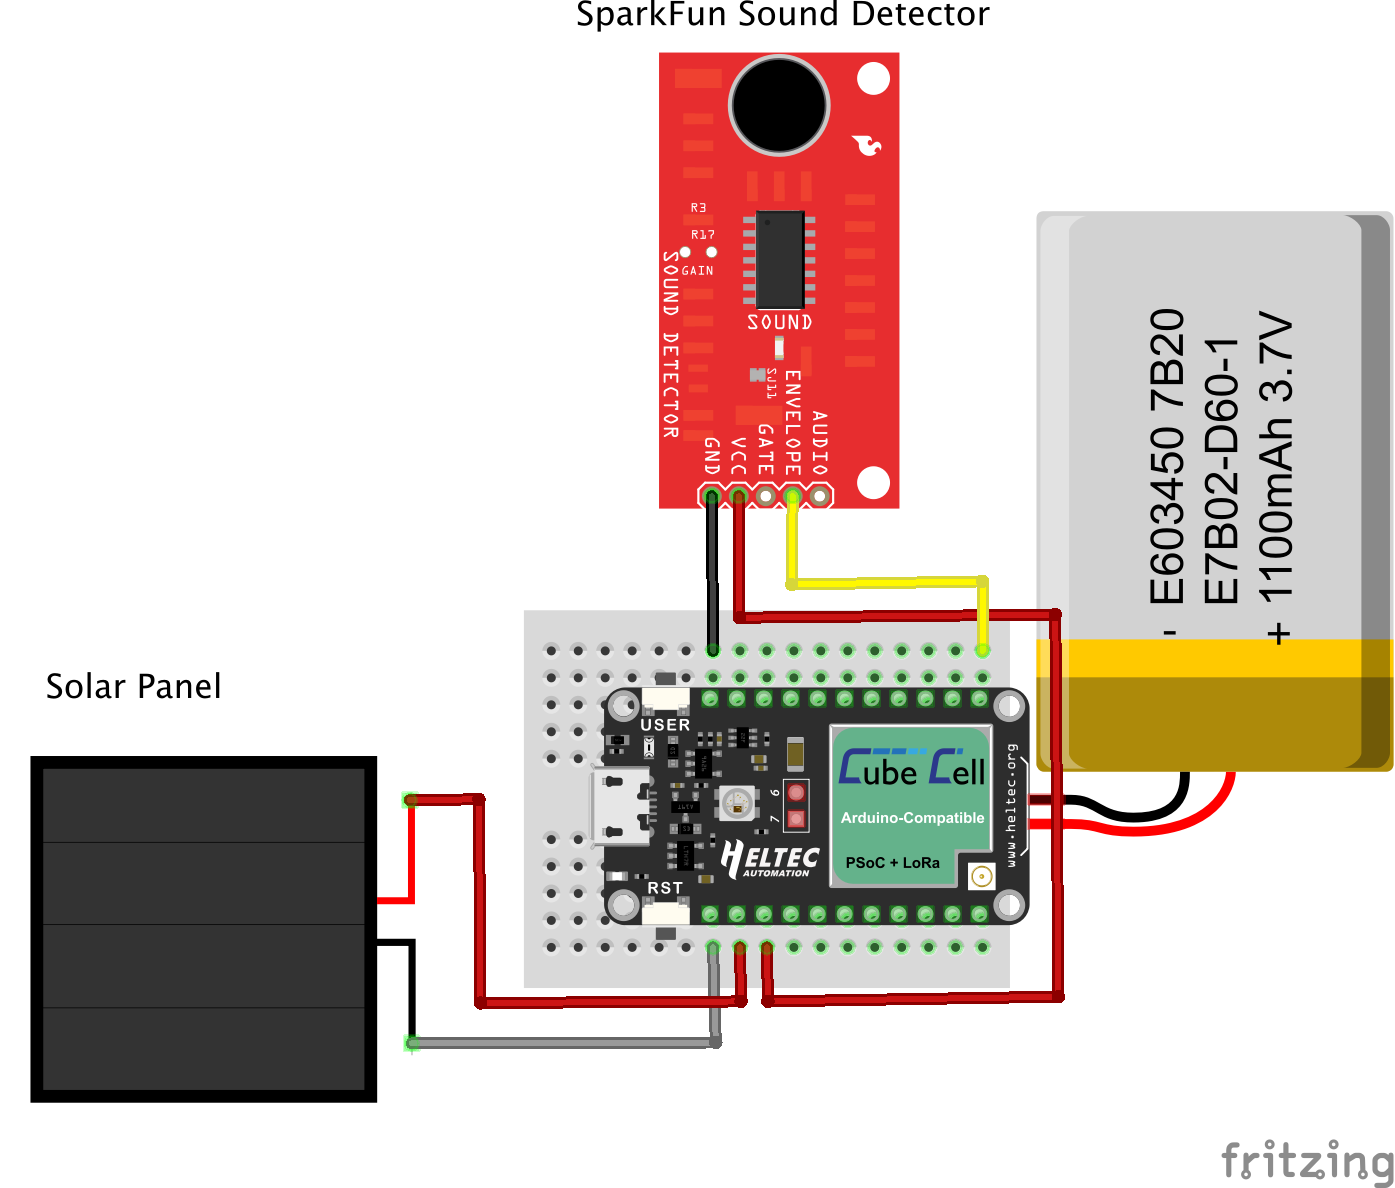 SparkFun Sound Detector
R3
R17
GAIN
SOUND DETECTOR
SOUND
SJ11
GND
VCC
GATE
ENVELOPE
AUDIO
- E603450 7B20
E7B02-D60-1
+ 1100mAh 3.7V
Solar Panel
USER
Cube Cell
Arduino-Compatible
PSoC + LoRa
6
7
HELTEC
AUTOMATION
RST
www.heltec.org
fritzing